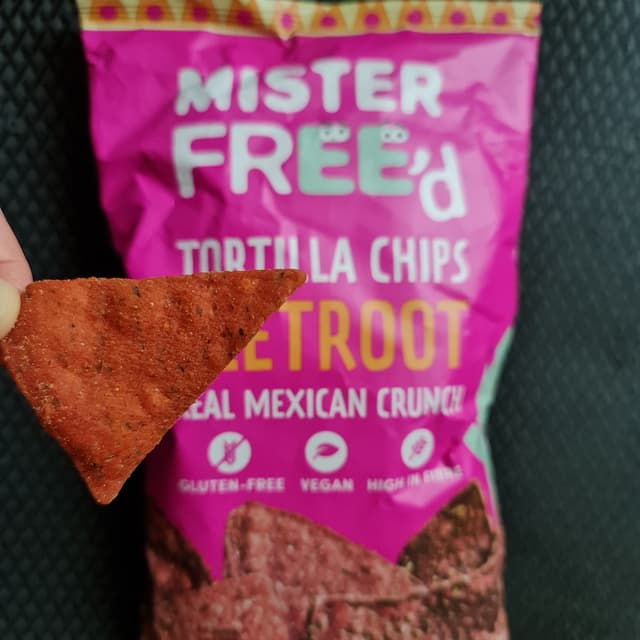 MISTER
FREE'd
TORTILLA CHIPS
ETROOT
REAL MEXICAN CRUNCH!
GLUTEN-FREE VEGAN HIGH IN FIBRE